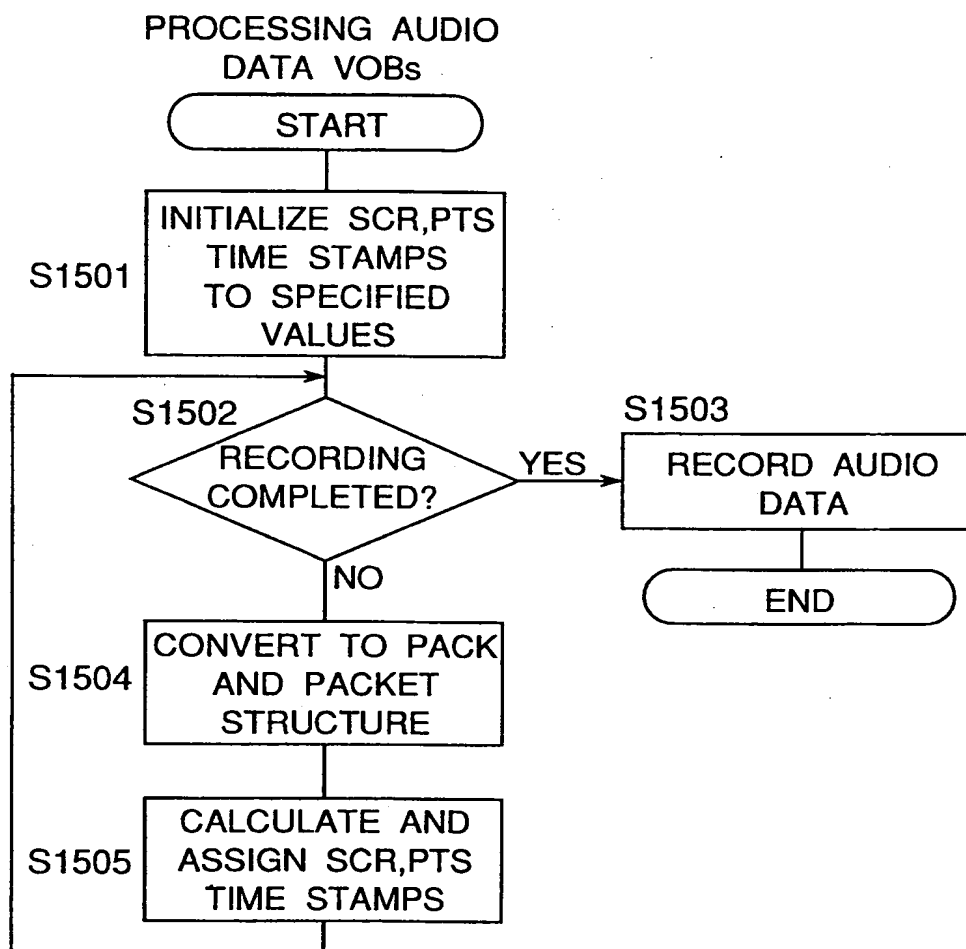 PROCESSING AUDIO
DATA VOBs
START
S1501
INITIALIZE SCR,PTS
TIME STAMPS
TO SPECIFIED
VALUES
S1502
RECORDING
COMPLETED?
YES
S1503
RECORD AUDIO
DATA
END
NO
S1504
CONVERT TO PACK
AND PACKET
STRUCTURE
S1505
CALCULATE AND
ASSIGN SCR,PTS
TIME STAMPS